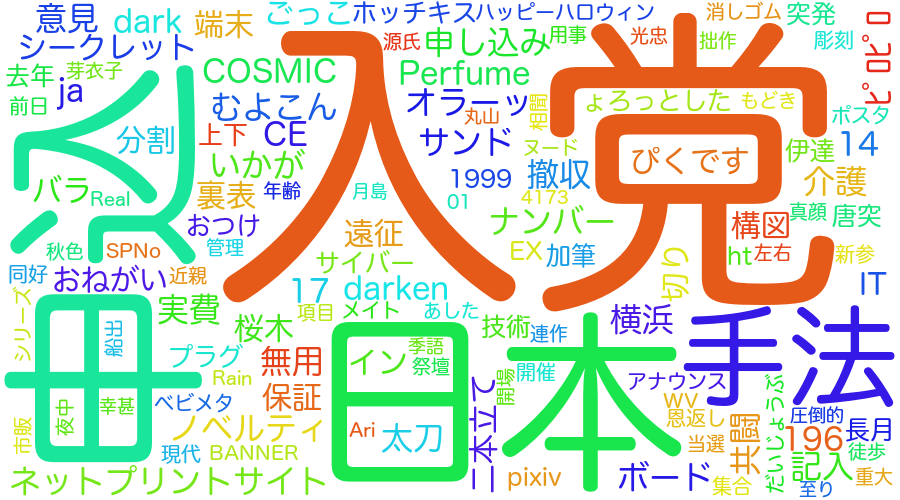 意見
dark
端末
ごっこ
ホッチキス
ハッピーハロウィン
消しゴム
突発
ピロピロ
シークレット
源氏
申し込み
用事
光忠
拙作
彫刻
去年
芽衣子
COSMIC
Perfume
入党
前日
ja
むよこん
オラーッ
相聞
ょろっとした
もどき
ポスタ
分割
上下
CE
サンド
丸山
ヌード
ぴくです
伊達
14
バラ
Real
いかが
裏表
年齢
月島
1999
01
撤収
4173
介護
おつけ
ナンバー
構図
真顔
唐突
秋色
SPNo
管理
遠征
EX
加筆
切り
ht
左右
新参
同好
おねがい
近親
サイバー
IT
17
darken
実費
項目
メイト
あした
技術
連作
横浜
手法
シリーズ
船出
桜木
日本
イン
季語
祭壇
プラグ
無用
開催
アナウンス
Rain
保証
開場
WV
だいじょうぶ
市販
夜中
幸甚
ベビメタ
ノベルティ
Ari
太刀
二本立て
恩返し
圧倒的
長月
現代
BANNER
当選
共闘
196
記入
徒歩
ネットプリントサイト
pixiv
ボード
集合
至り
重大